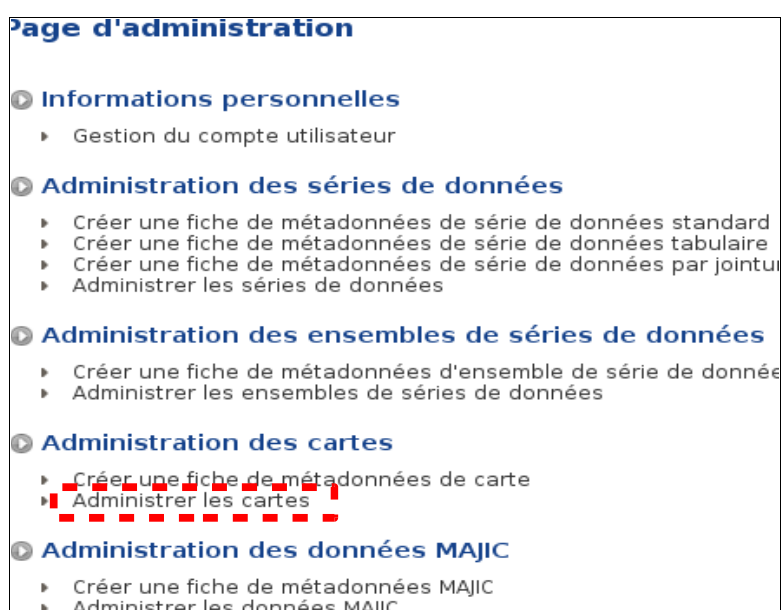 Page d'administration
Informations personnelles
Gestion du compte utilisateur
Administration des séries de données
Créer une fiche de métadonnées de série de données standard
Créer une fiche de métadonnées de série de données tabulaire
Créer une fiche de métadonnées de série de données par jointu
Administrer les séries de données
Administration des ensembles de séries de données
Créer une fiche de métadonnées d'ensemble de série de donnée
Administrer les ensembles de séries de données
Administration des cartes
Créer une fiche de métadonnées de carte
Administrer les cartes
Administration des données MAJIC
Créer une fiche de métadonnées MAJIC
Administrer les données MAJIC